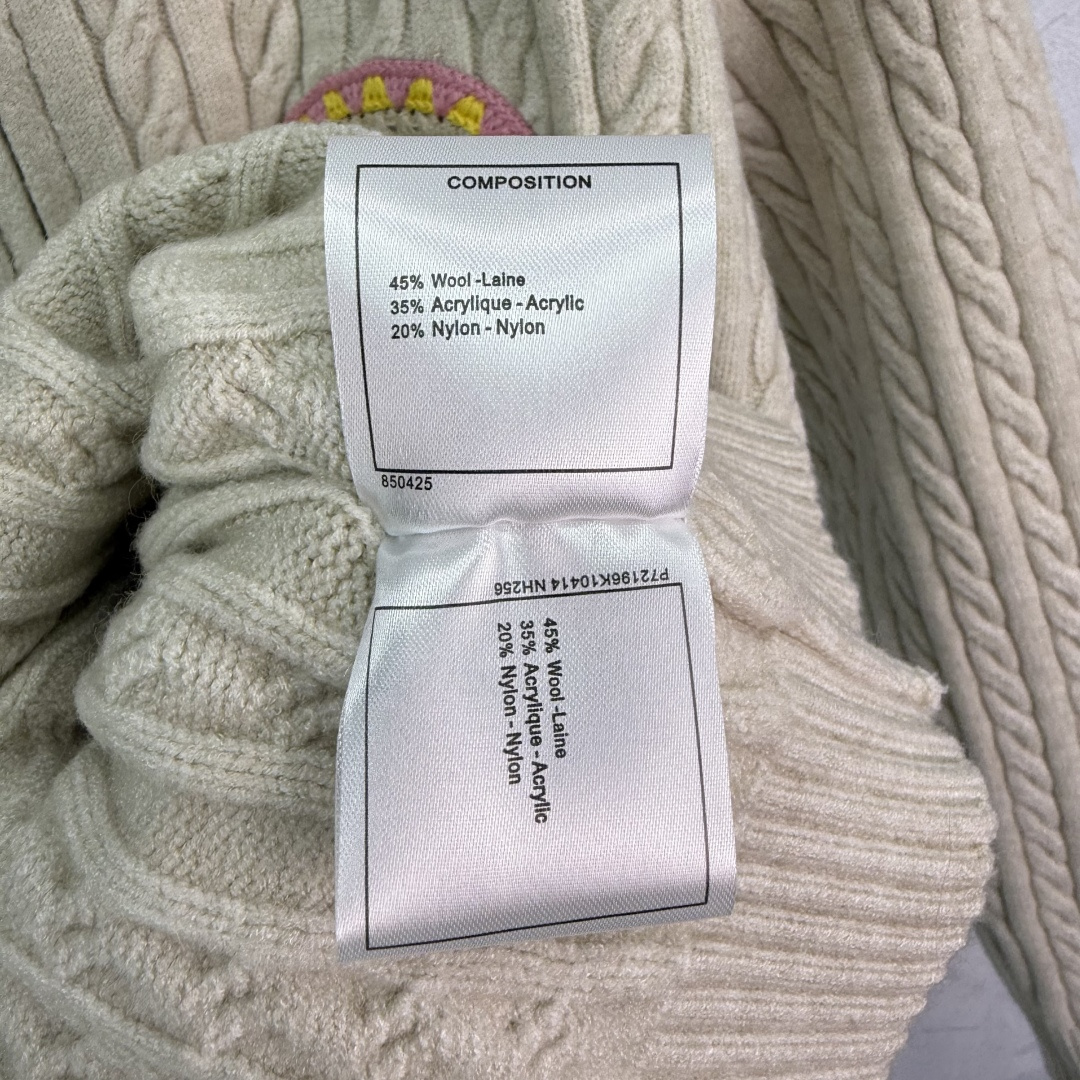 COMPOSITION
45% Wool -Laine
35% Acrylique - Acrylic
20% Nylon - Nylon
850425
P72196K10414 NH256
45% Wool -Laine
35% Acrylique - Acrylic
20% Nylon - Nylon